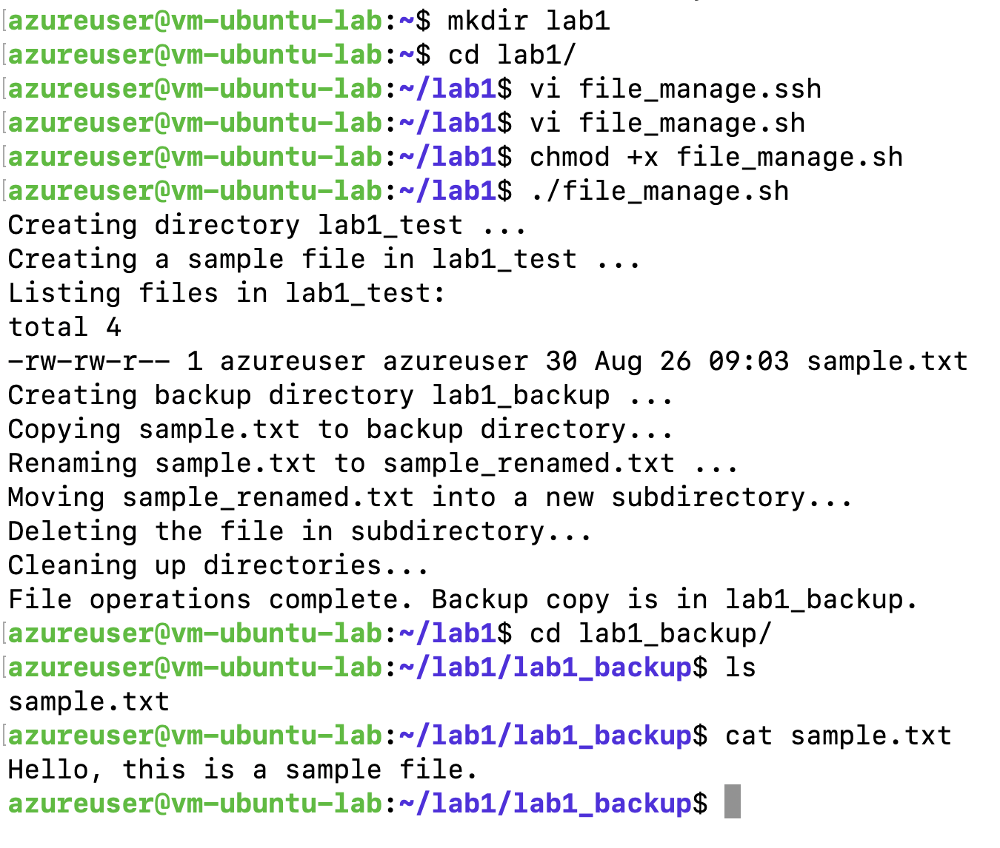 [azureuser@vm-ubuntu-lab:~$ mkdir lab1
[azureuser@vm-ubuntu-lab:~$ cd lab1/
[azureuser@vm-ubuntu-lab:~/lab1$ vi file_manage.ssh
[azureuser@vm-ubuntu-lab:~/lab1$ vi file_manage.sh
[azureuser@vm-ubuntu-lab:~/lab1$ chmod +x file_manage.sh
[azureuser@vm-ubuntu-lab:~/lab1$ ./file_manage.sh
Creating directory lab1_test ...
Creating a sample file in lab1_test ...
Listing files in lab1_test:
total 4
-rw-rw-r-- 1 azureuser azureuser 30 Aug 26 09:03 sample.txt
Creating backup directory lab1_backup ...
Copying sample.txt to backup directory...
Renaming sample.txt to sample_renamed.txt ...
Moving sample_renamed.txt into a new subdirectory...
Deleting the file in subdirectory...
Cleaning up directories...
File operations complete. Backup copy is in lab1_backup.
[azureuser@vm-ubuntu-lab:~/lab1$ cd lab1_backup/
[azureuser@vm-ubuntu-lab:~/lab1/lab1_backup$ ls
sample.txt
[azureuser@vm-ubuntu-lab:~/lab1/lab1_backup$ cat sample.txt
Hello, this is a sample file.
azureuser@vm-ubuntu-lab:~/lab1/lab1_backup$